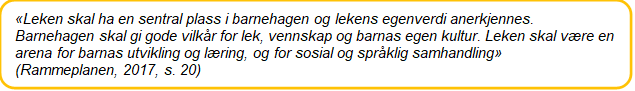 «Leken skal ha en sentral plass i barnehagen og lekens egenverdi anerkjennes.
Barnehagen skal gi gode vilkår for lek, vennskap og barnas egen kultur. Leken skal være en
arena for barnas utvikling og læring, og for sosial og språklig samhandling»
(Rammeplanen, 2017, s. 20)